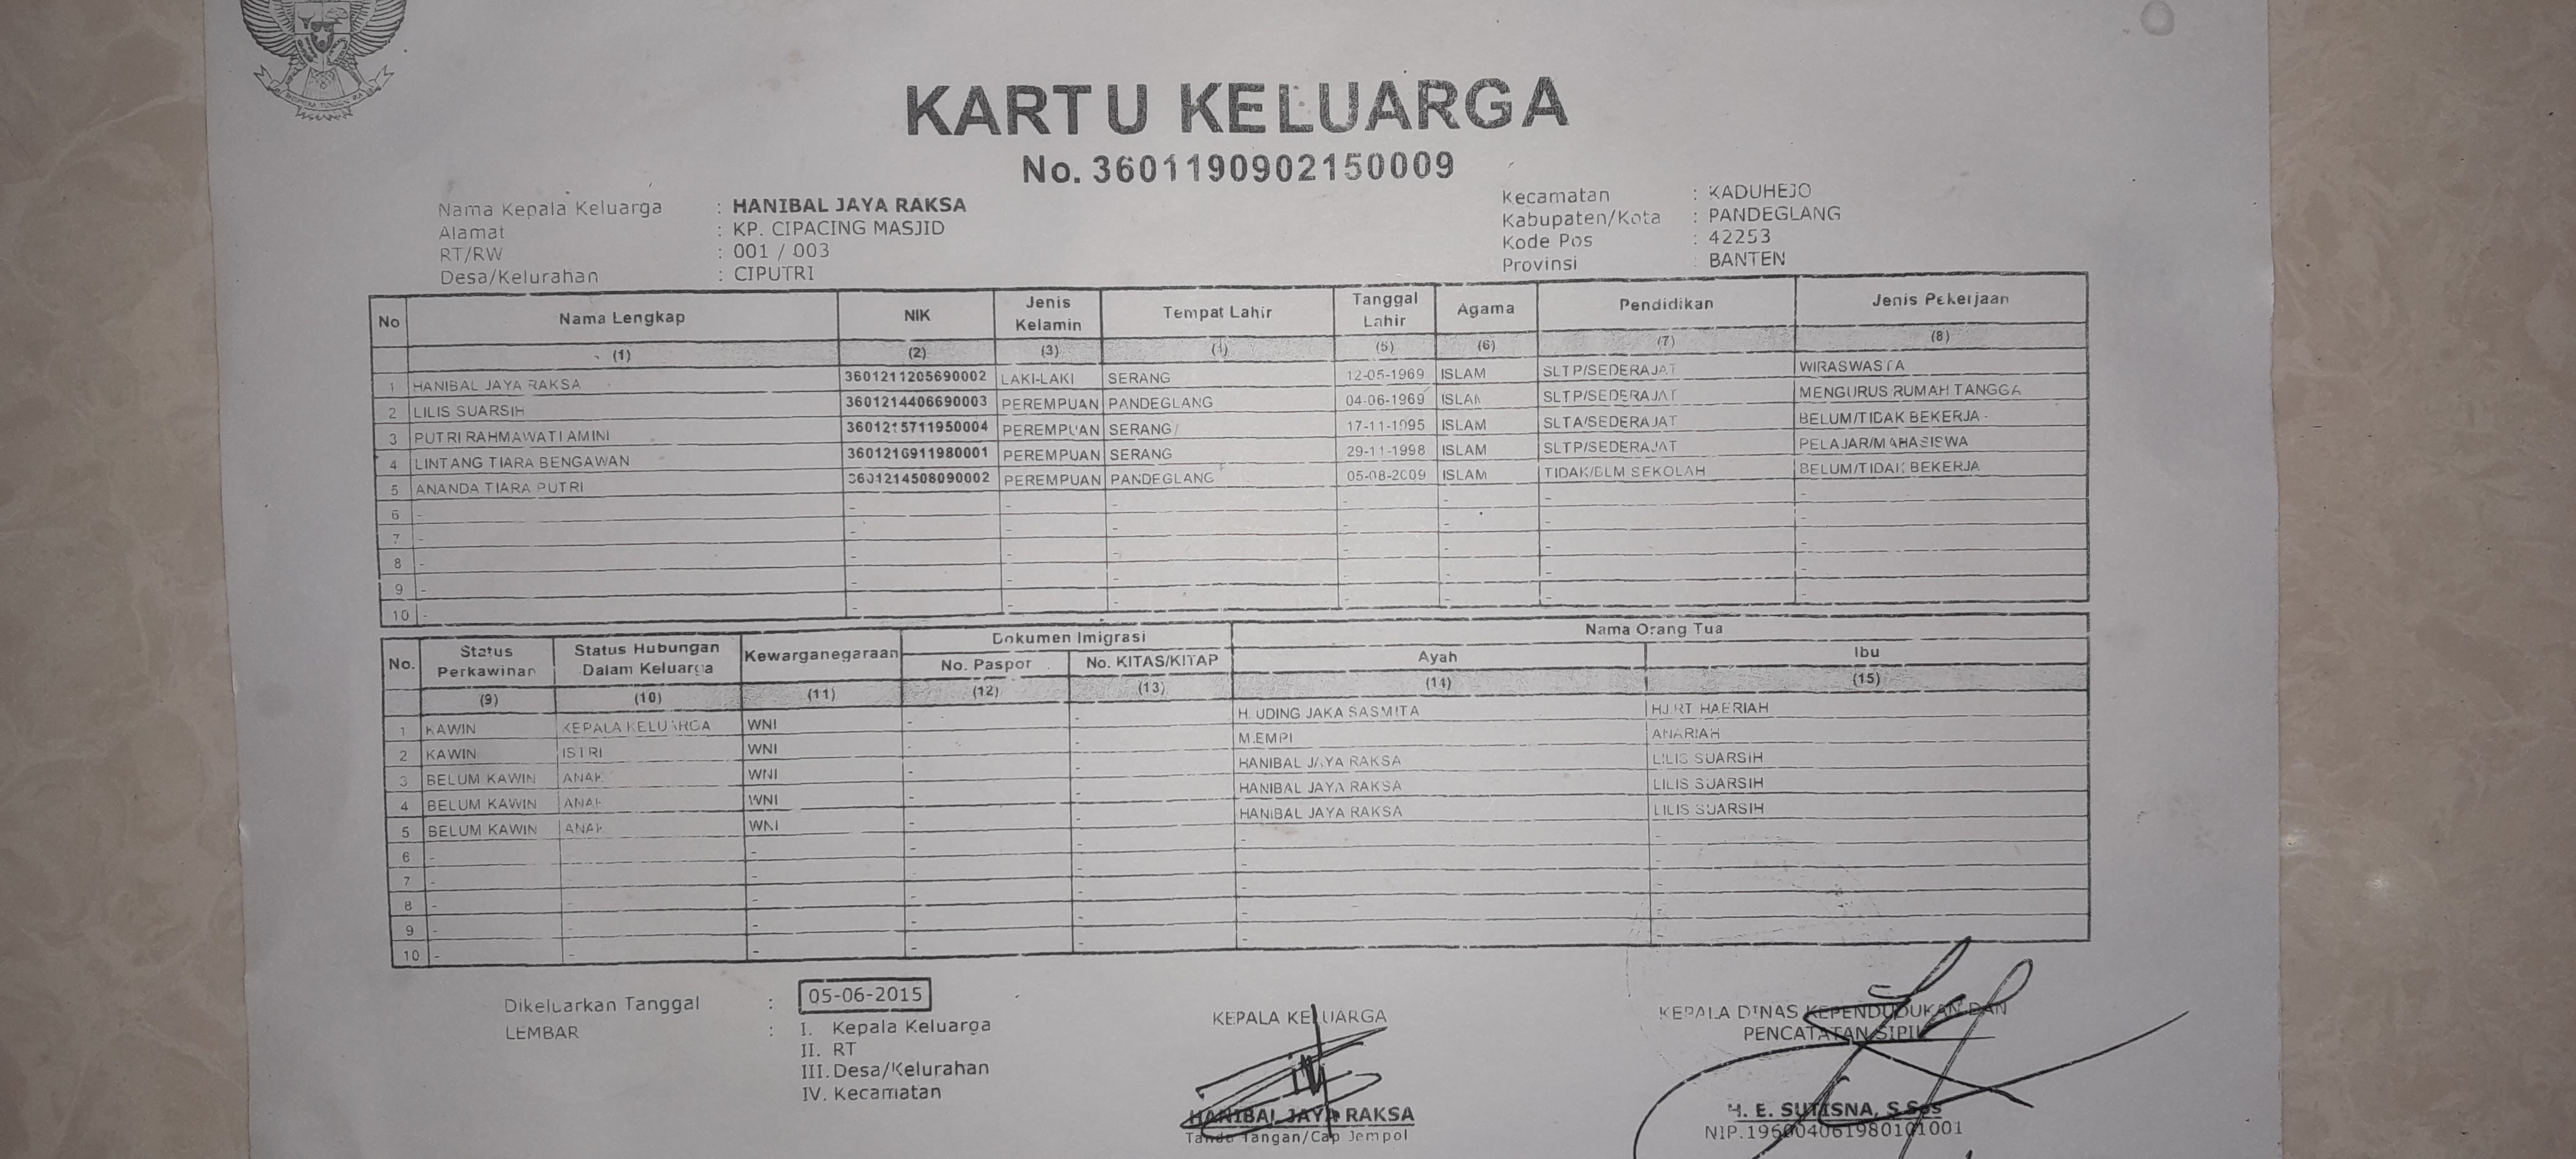 KARTU KELUARGA
No. 3601190902150009
Nama Kepala Keluarga : HANIBAL JAYA RAKSA
Alamat : KP. CIPACING MASJID
RT/RW : 001 / 003
Desa/Kelurahan : CIPUTRI
Kecamatan : KADUHEJO
Kabupaten/Kota : PANDEGLANG
Kode Pos : 42253
Provinsi : BANTEN
No Nama Lengkap NIK Jenis Kelamin Tempat Lahir Tanggal Lahir Agama Pendidikan Jenis Pekerjaan
(1) (2) (3) (4) (5) (6) (7) (8)
1 HANIBAL JAYA RAKSA 3601211205690002 LAKI-LAKI SERANG 12-05-1969 ISLAM SLTP/SEDERAJAT WIRASWASTA
2 LILIS SUARSIH 3601214406690003 PEREMPUAN PANDEGLANG 04-06-1969 ISLAM SLTP/SEDERAJAT MENGURUS RUMAH TANGGA
3 PUTRI RAHMAWATI AMINI 3601215711950004 PEREMPUAN SERANG 17-11-1995 ISLAM SLTA/SEDERAJAT BELUM/TIDAK BEKERJA
4 LINTANG TIARA BENGAWAN 3601216911980001 PEREMPUAN SERANG 29-11-1998 ISLAM SLTP/SEDERAJAT PELAJAR/MAHASISWA
5 ANANDA TIARA PUTRI 3601214508090002 PEREMPUAN PANDEGLANG 05-08-2009 ISLAM TIDAK/BLM SEKOLAH BELUM/TIDAK BEKERJA
6 - - - - - - - -
7 - - - - - - - -
8 - - - - - - - -
9 - - - - - - - -
10 - - - - - - - -
No. Status Perkawinan Status Hubungan Dalam Keluarga Kewarganegaraan Dokumen Imigrasi Nama Orang Tua
No. Paspor No. KITAS/KITAP Ayah Ibu
(9) (10) (11) (12) (13) (14) (15)
1 KAWIN KEPALA KELUARGA WNI - - H. UDING JAKA SASMITA HJ RT HAERIAH
2 KAWIN ISTRI WNI - - M.EMPI ANARIAH
3 BELUM KAWIN ANAK WNI - - HANIBAL JAYA RAKSA LILIS SUARSIH
4 BELUM KAWIN ANAK WNI - - HANIBAL JAYA RAKSA LILIS SUARSIH
5 BELUM KAWIN ANAK WNI - - HANIBAL JAYA RAKSA LILIS SUARSIH
6 - - - - - - -
7 - - - - - - -
8 - - - - - - -
9 - - - - - - -
10 - - - - - - -
Dikeluarkan Tanggal : 05-06-2015
LEMBAR : I. Kepala Keluarga
II. RT
III. Desa/Kelurahan
IV. Kecamatan
KEPALA KELUARGA
HANIBAL JAYA RAKSA
Tanda Tangan/Cap Jempol
KEPALA DINAS KEPENDUDUKAN DAN
PENCATATAN SIPIL
H. E. SUTISNA, S.Sos
NIP.196004061980101001